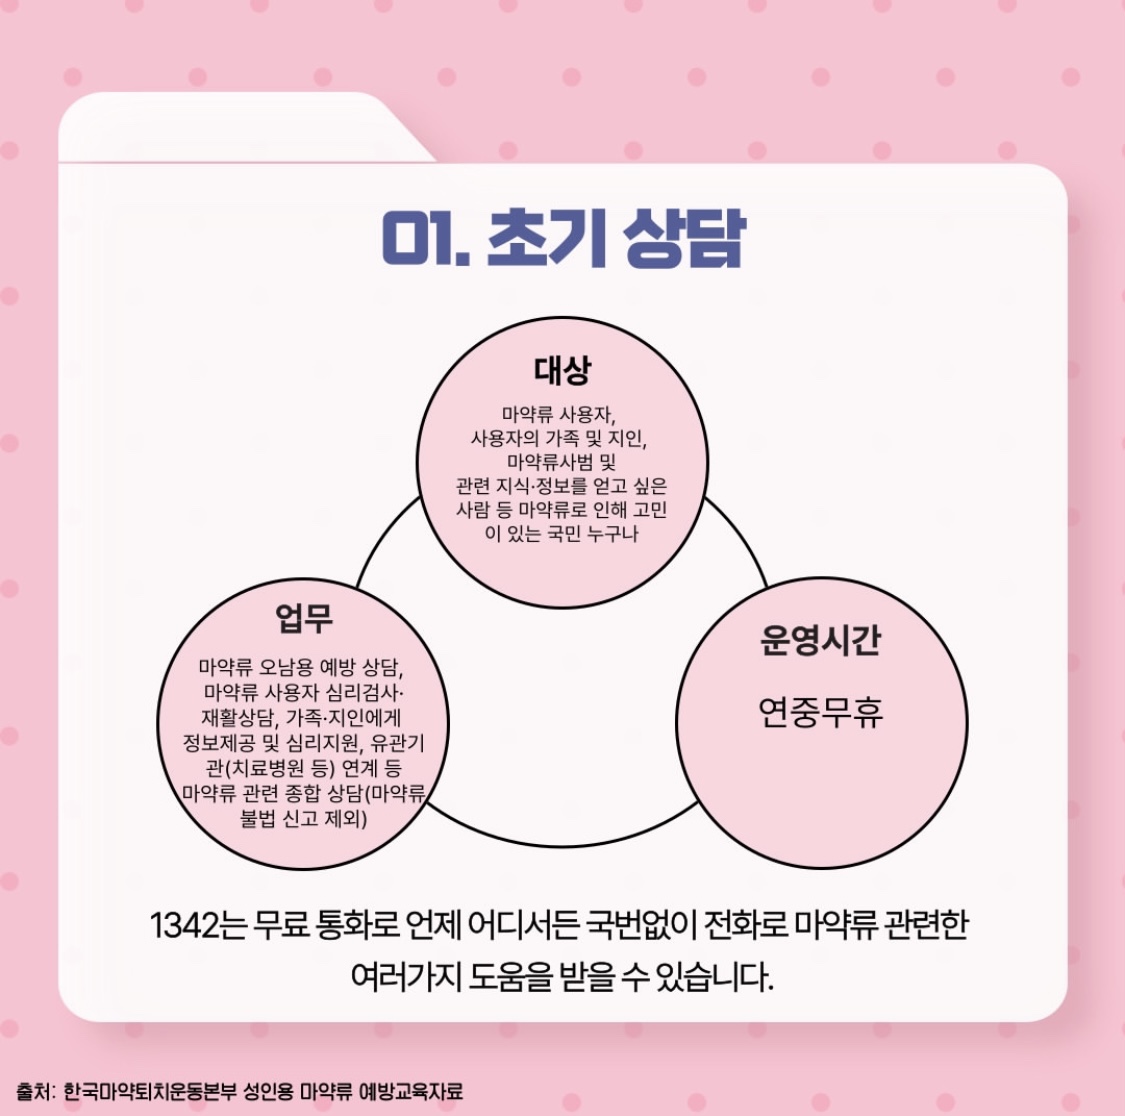 01. 초기 상담
대상
마약류 사용자,
사용자의 가족 및 지인,
마약류사범 및
관련 지식·정보를 얻고 싶은
사람 등 마약류로 인해 고민
이 있는 국민 누구나
업무
마약류 오남용 예방 상담,
마약류 사용자 심리검사·
재활상담, 가족·지인에게
정보제공 및 심리지원, 유관기
관(치료병원 등) 연계 등
마약류 관련 종합 상담(마약류
불법 신고 제외)
운영시간
연중무휴
1342는 무료 통화로 언제 어디서든 국번없이 전화로 마약류 관련한
여러가지 도움을 받을 수 있습니다.
출처: 한국마약퇴치운동본부 성인용 마약류 예방교육자료